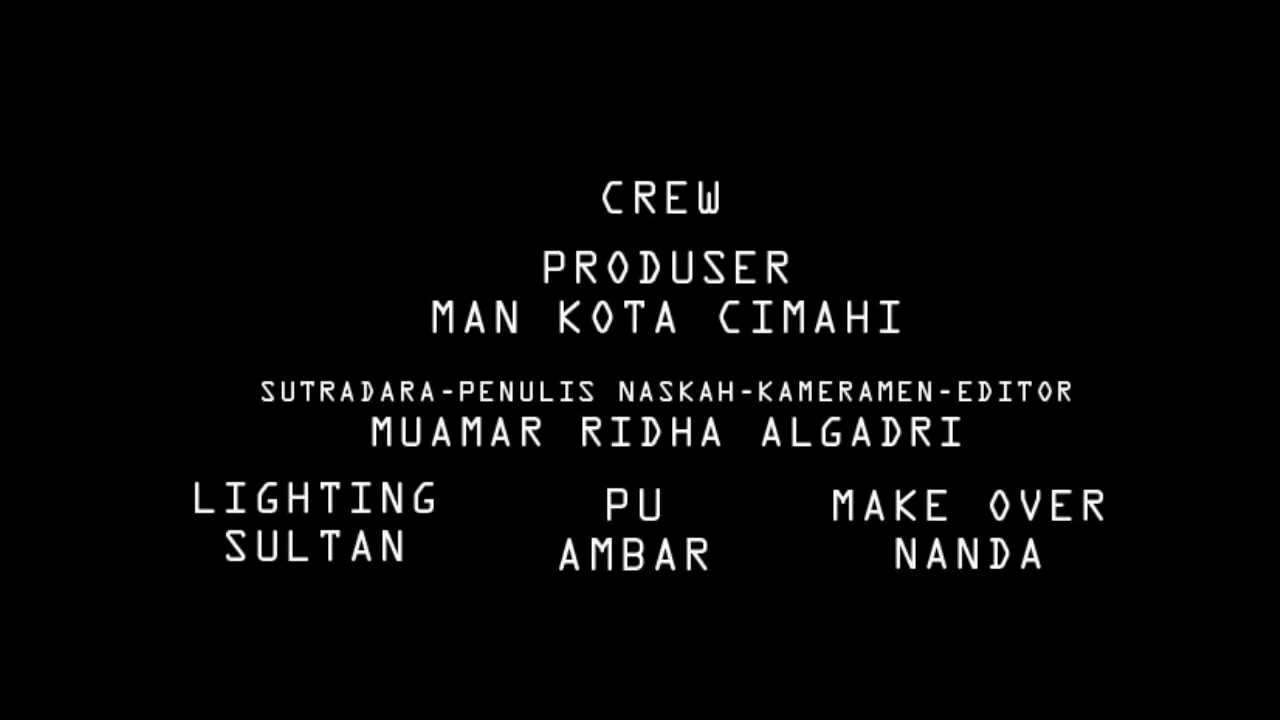 CREW
PRODUSER
MAN KOTA CIMAHI
SUTRADARA-PENULIS NASKAH-KAMERAMEN-EDITOR
MUAMAR RIDHA ALGADRI
LIGHTING
SULTAN
PU
AMBAR
MAKE OVER
NANDA